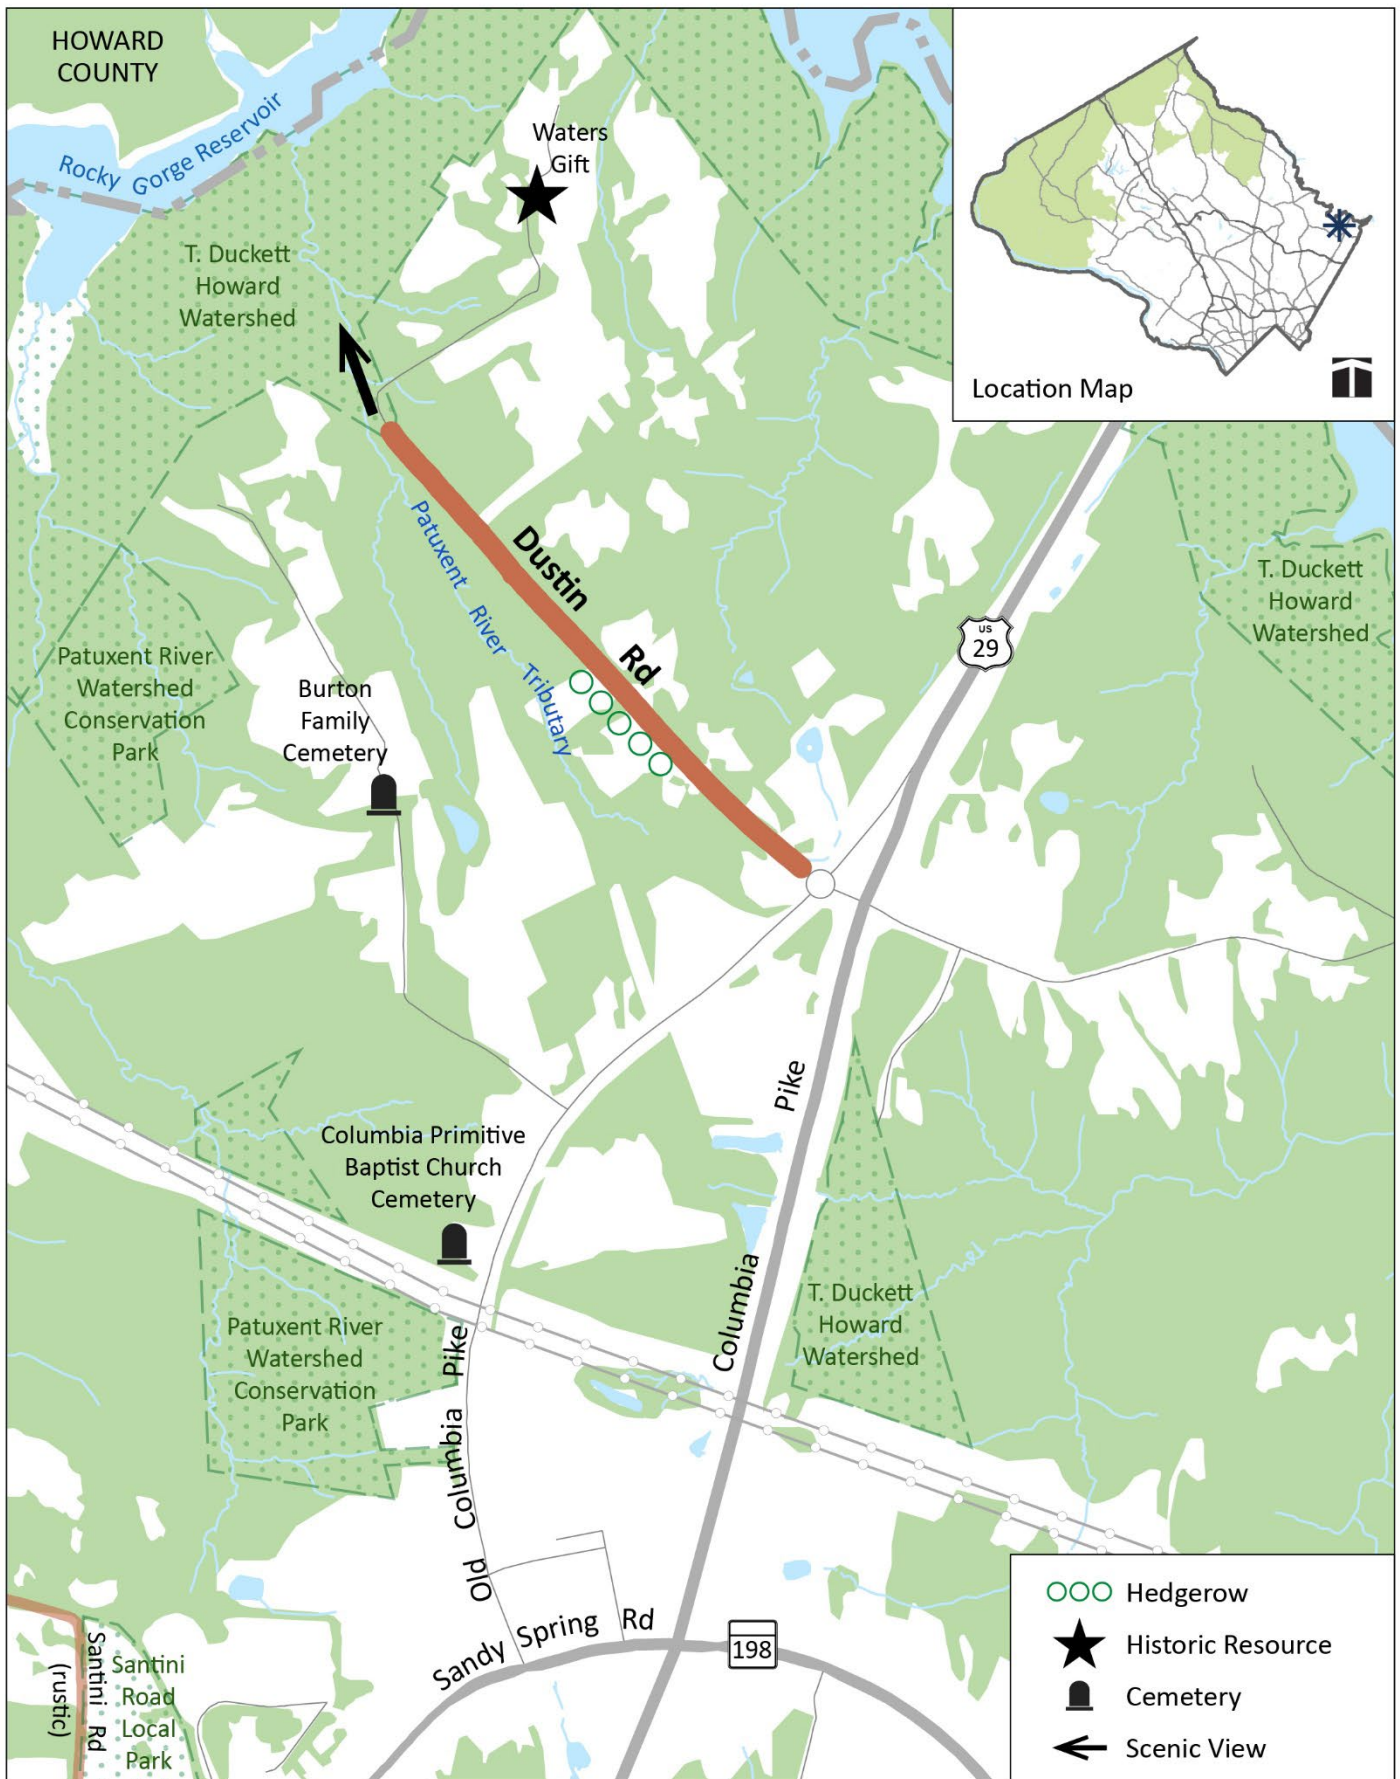 HOWARD
COUNTY
Rocky Gorge Reservoir
Waters
Gift
T. Duckett
Howard
Watershed
Location Map
Dustin Rd
Patuxent River Tributary
US
29
T. Duckett
Howard
Watershed
Patuxent River
Watershed
Conservation
Park
Burton
Family
Cemetery
Columbia Pike
Columbia Primitive
Baptist Church
Cemetery
T. Duckett
Howard
Watershed
Patuxent River
Watershed
Conservation
Park
Old Columbia Pike
Sandy Spring Rd
198
Santini Rd
(rustic)
Santini
Road
Local
Park
Hedgerow
Historic Resource
Cemetery
Scenic View